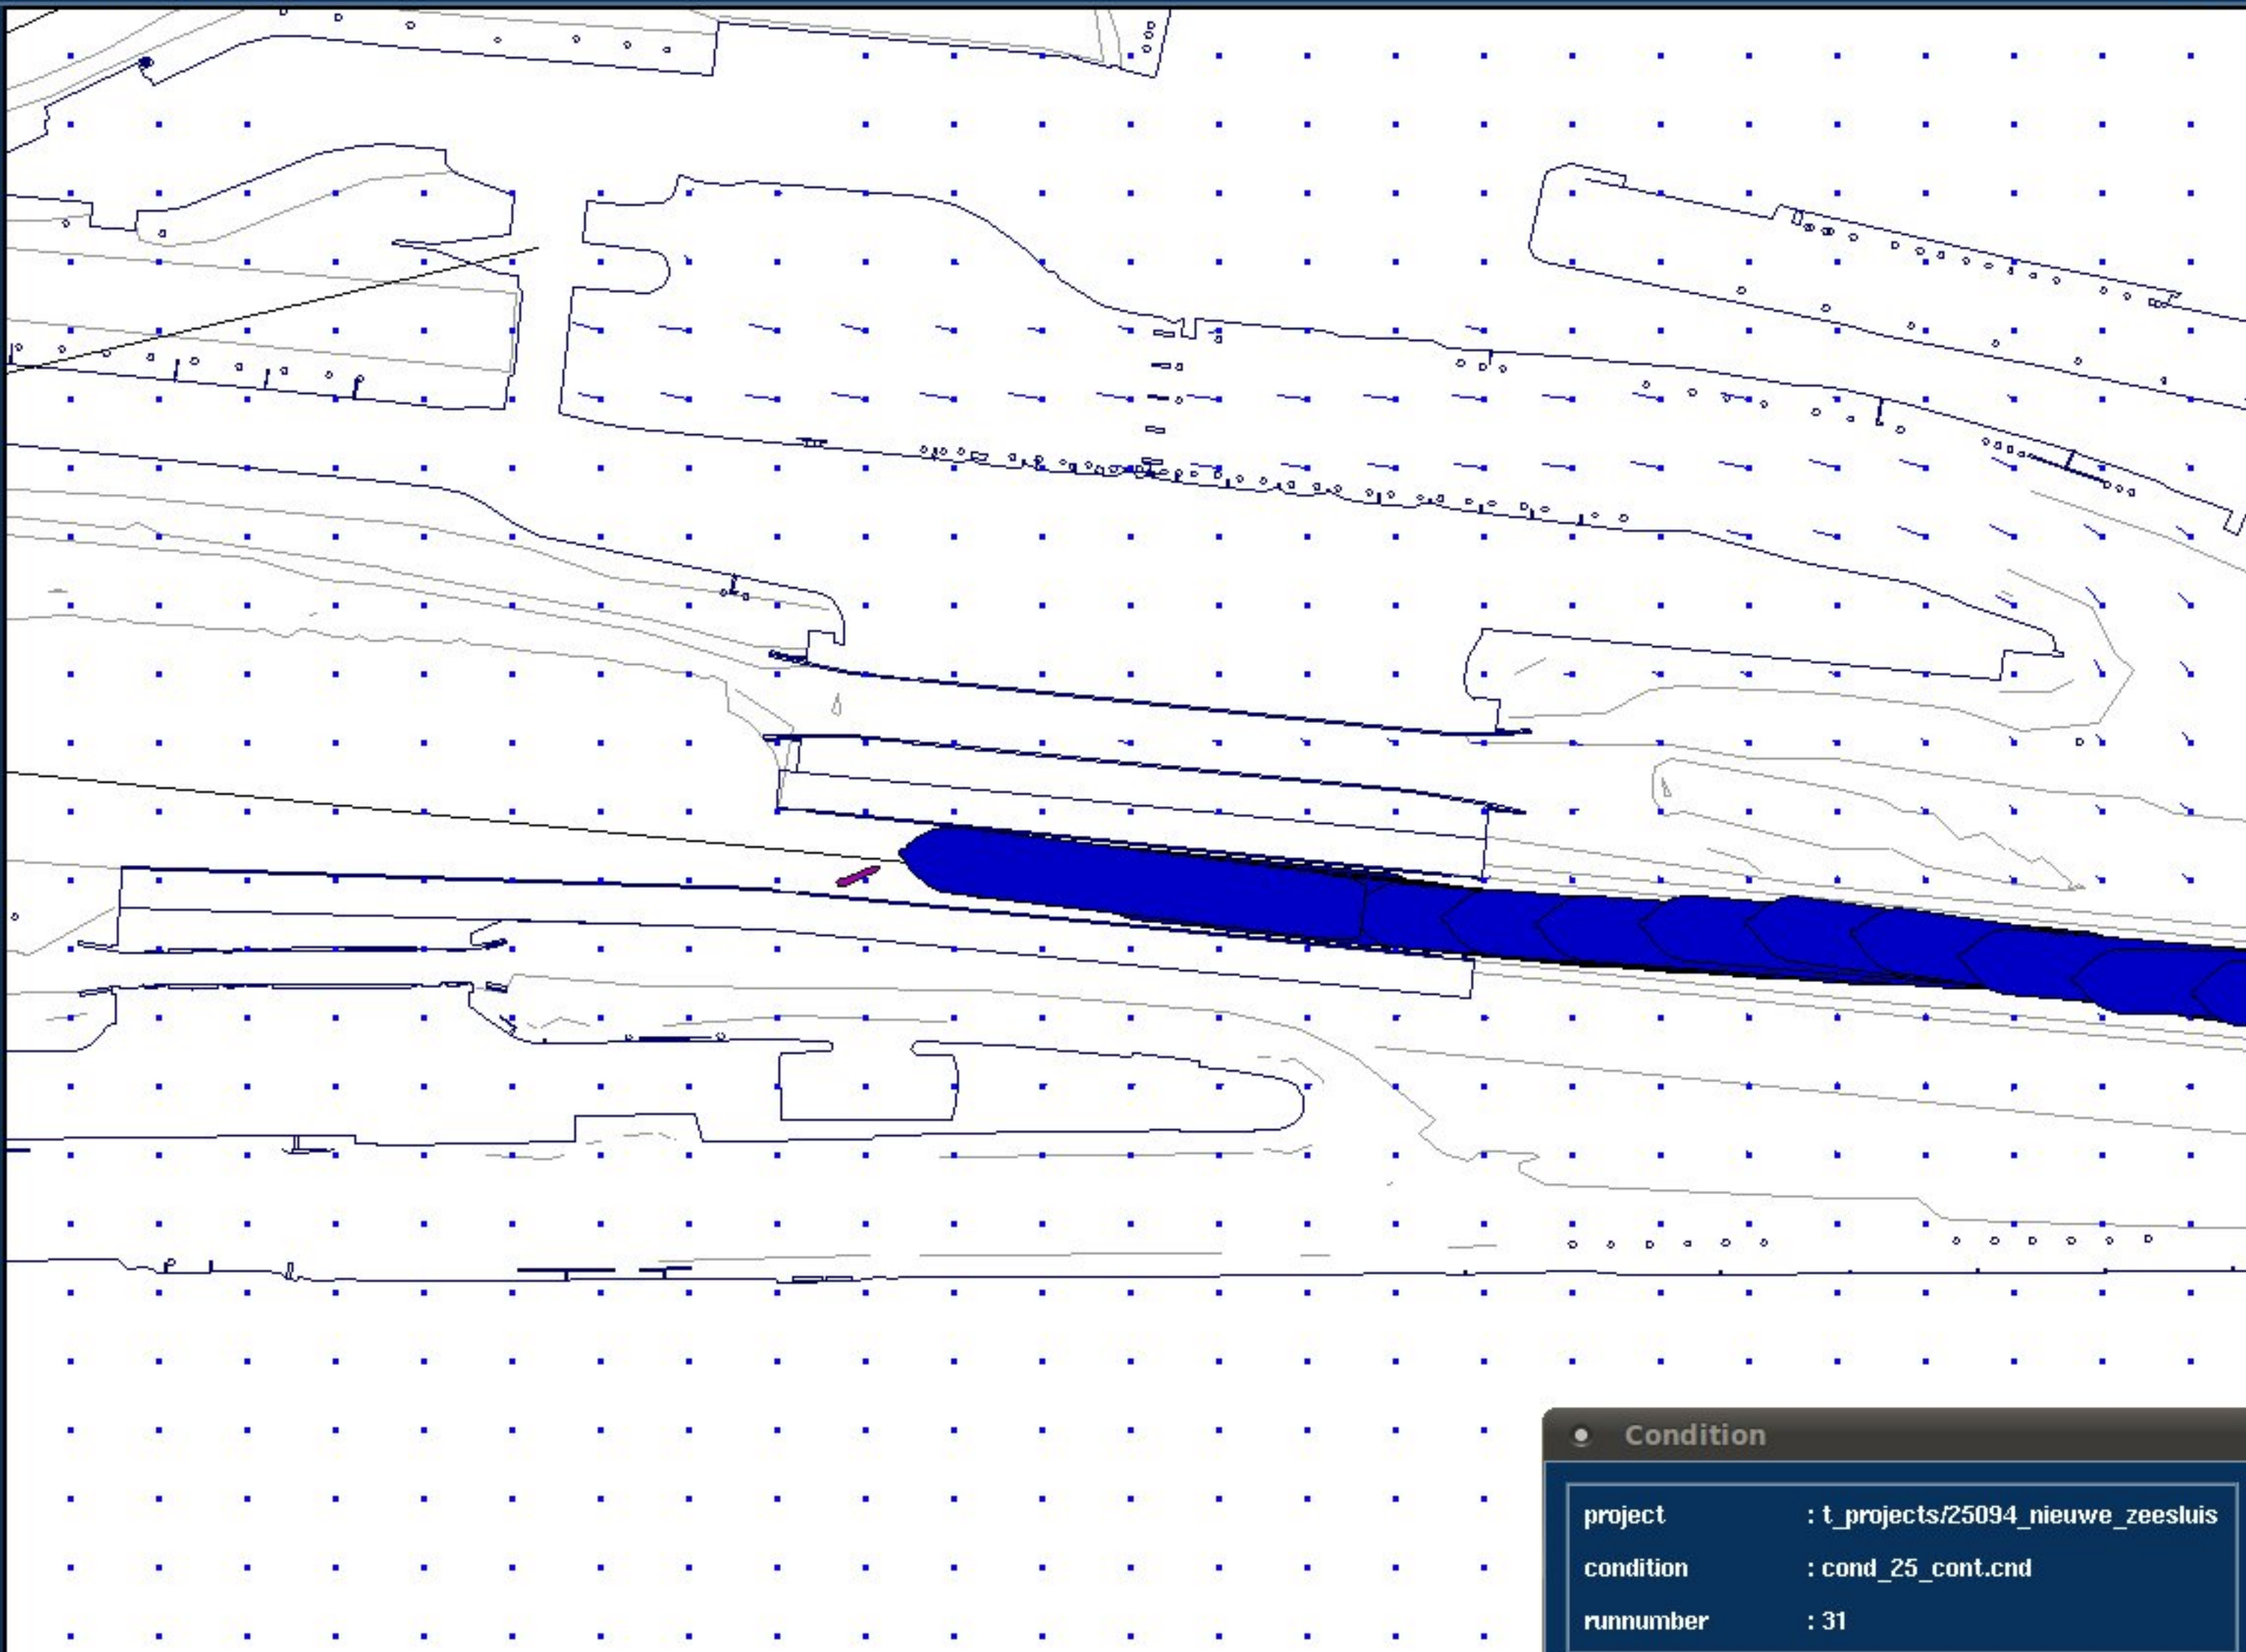 Condition
project : t_projects/25094_nieuwe_zeesluis
condition : cond_25_cont.cnd
runnumber : 31